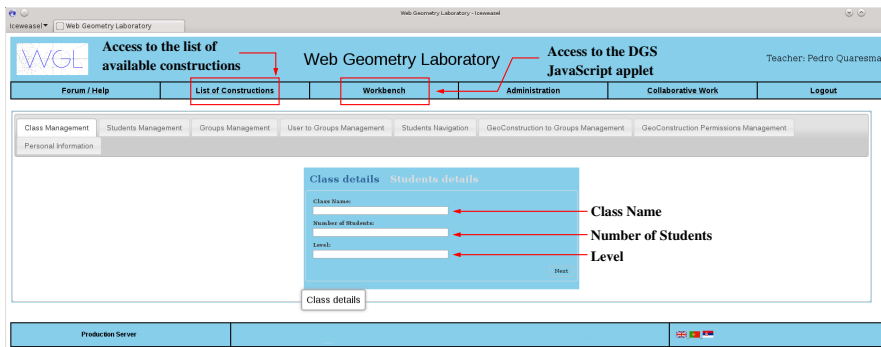 Web Geometry Laboratory - Iceweasel
Iceweasel
Web Geometry Laboratory
WGL
Access to the list of
available constructions
Web Geometry Laboratory
Access to the DGS
JavaScript applet
Teacher: Pedro Quaresma
Forum / Help
List of Constructions
Workbench
Administration
Collaborative Work
Logout
Class Management
Students Management
Groups Management
User to Groups Management
Students Navigation
GeoConstruction to Groups Management
GeoConstruction Permissions Management
Personal Information
Class details Students details
Class Name:
Class Name
Number of Students:
Number of Students
Level:
Level
Next
Class details
Production Server